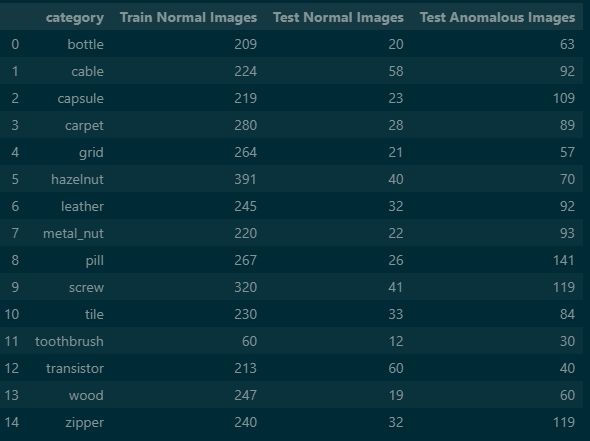 category Train Normal Images Test Normal Images Test Anomalous Images
0 bottle 209 20 63
1 cable 224 58 92
2 capsule 219 23 109
3 carpet 280 28 89
4 grid 264 21 57
5 hazelnut 391 40 70
6 leather 245 32 92
7 metal_nut 220 22 93
8 pill 267 26 141
9 screw 320 41 119
10 tile 230 33 84
11 toothbrush 60 12 30
12 transistor 213 60 40
13 wood 247 19 60
14 zipper 240 32 119